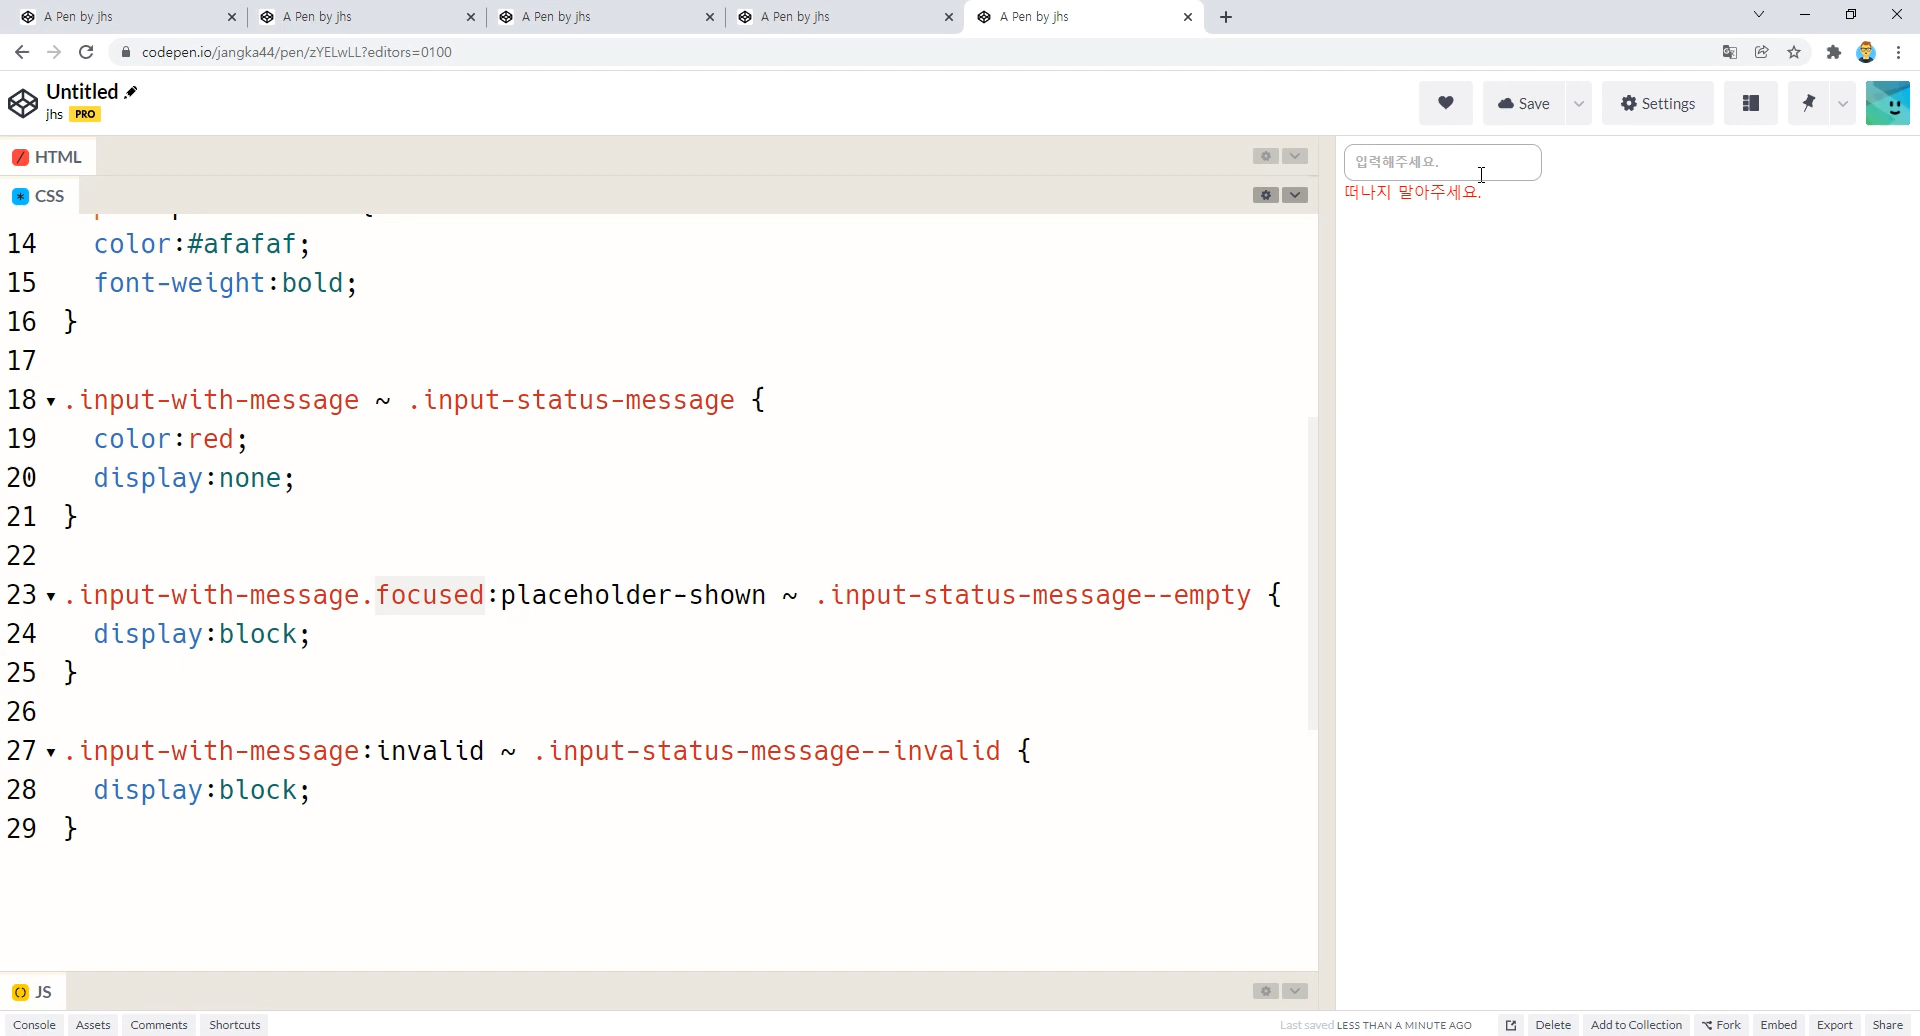 A Pen by jhs
A Pen by jhs
A Pen by jhs
A Pen by jhs
A Pen by jhs
codepen.io/jangka44/pen/zYELwLL?editors=0100
Untitled
jhs PRO
Save
Settings
HTML
CSS
14 color:#afafaf;
15 font-weight:bold;
16 }
17
18 .input-with-message ~ .input-status-message {
19 color:red;
20 display:none;
21 }
22
23 .input-with-message.focused:placeholder-shown ~ .input-status-message--empty {
24 display:block;
25 }
26
27 .input-with-message:invalid ~ .input-status-message--invalid {
28 display:block;
29 }
입력해주세요.
떠나지 말아주세요.
JS
Console Assets Comments Shortcuts
Last saved LESS THAN A MINUTE AGO
Delete Add to Collection Fork Embed Export Share